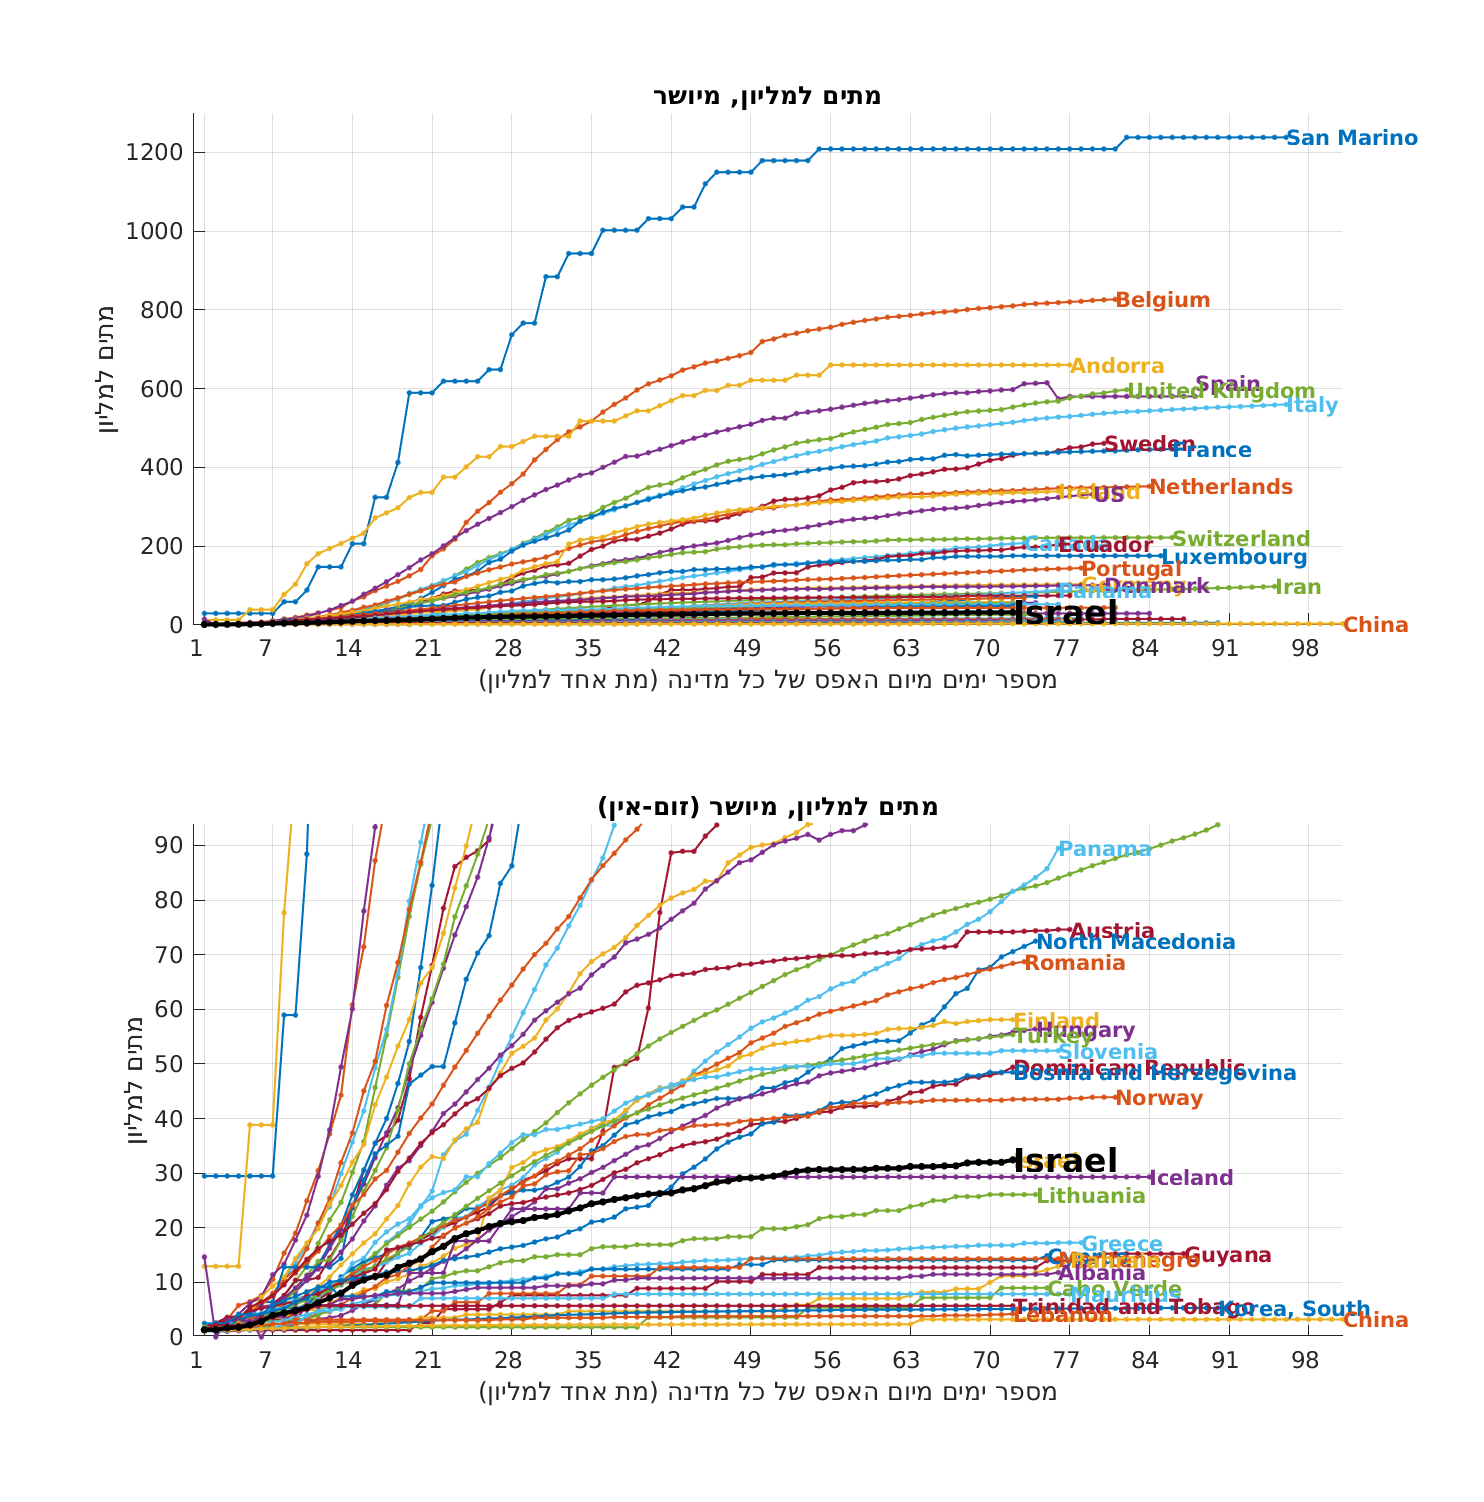 מתים למליון, מיושר
מתים למליון
1200
1000
800
600
400
200
0
San Marino
Belgium
Andorra
Spain
United Kingdom
Italy
Sweden
France
Netherlands
Ireland
US
Switzerland
Canada
Ecuador
Luxembourg
Portugal
Germany
Denmark
Panama
Iran
Israel
China
1 7 14 21 28 35 42 49 56 63 70 77 84 91 98
מספר ימים מיום האפס של כל מדינה (מת אחד למליון)
מתים למליון, מיושר (זום-אין)
מתים למליון
90
80
70
60
50
40
30
20
10
0
Panama
Austria
North Macedonia
Romania
Finland
Hungary
Turkey
Slovenia
Dominican Republic
Bosnia and Herzegovina
Norway
Israel
Iceland
Lithuania
Greece
Guyana
Montenegro
Albania
Cabo Verde
Mauritius
Trinidad and Tobago
Korea, South
Lebanon
China
1 7 14 21 28 35 42 49 56 63 70 77 84 91 98
מספר ימים מיום האפס של כל מדינה (מת אחד למליון)